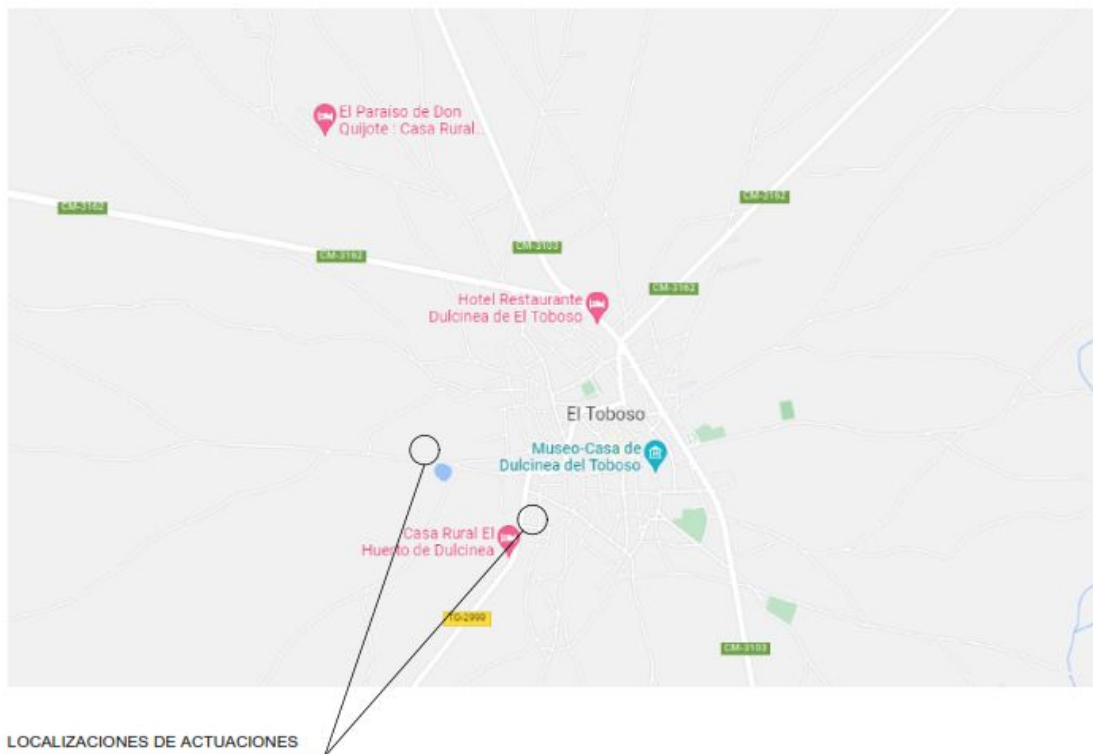 El Paraíso de Don
Quijote : Casa Rural...
CM-3162
CM-3162
CM-3103
CM-3162
CM-3162
Hotel Restaurante
Dulcinea de El Toboso
El Toboso
Museo-Casa de
Dulcinea del Toboso
Casa Rural El
Huerto de Dulcinea
TO-2999
CM-3103
LOCALIZACIONES DE ACTUACIONES